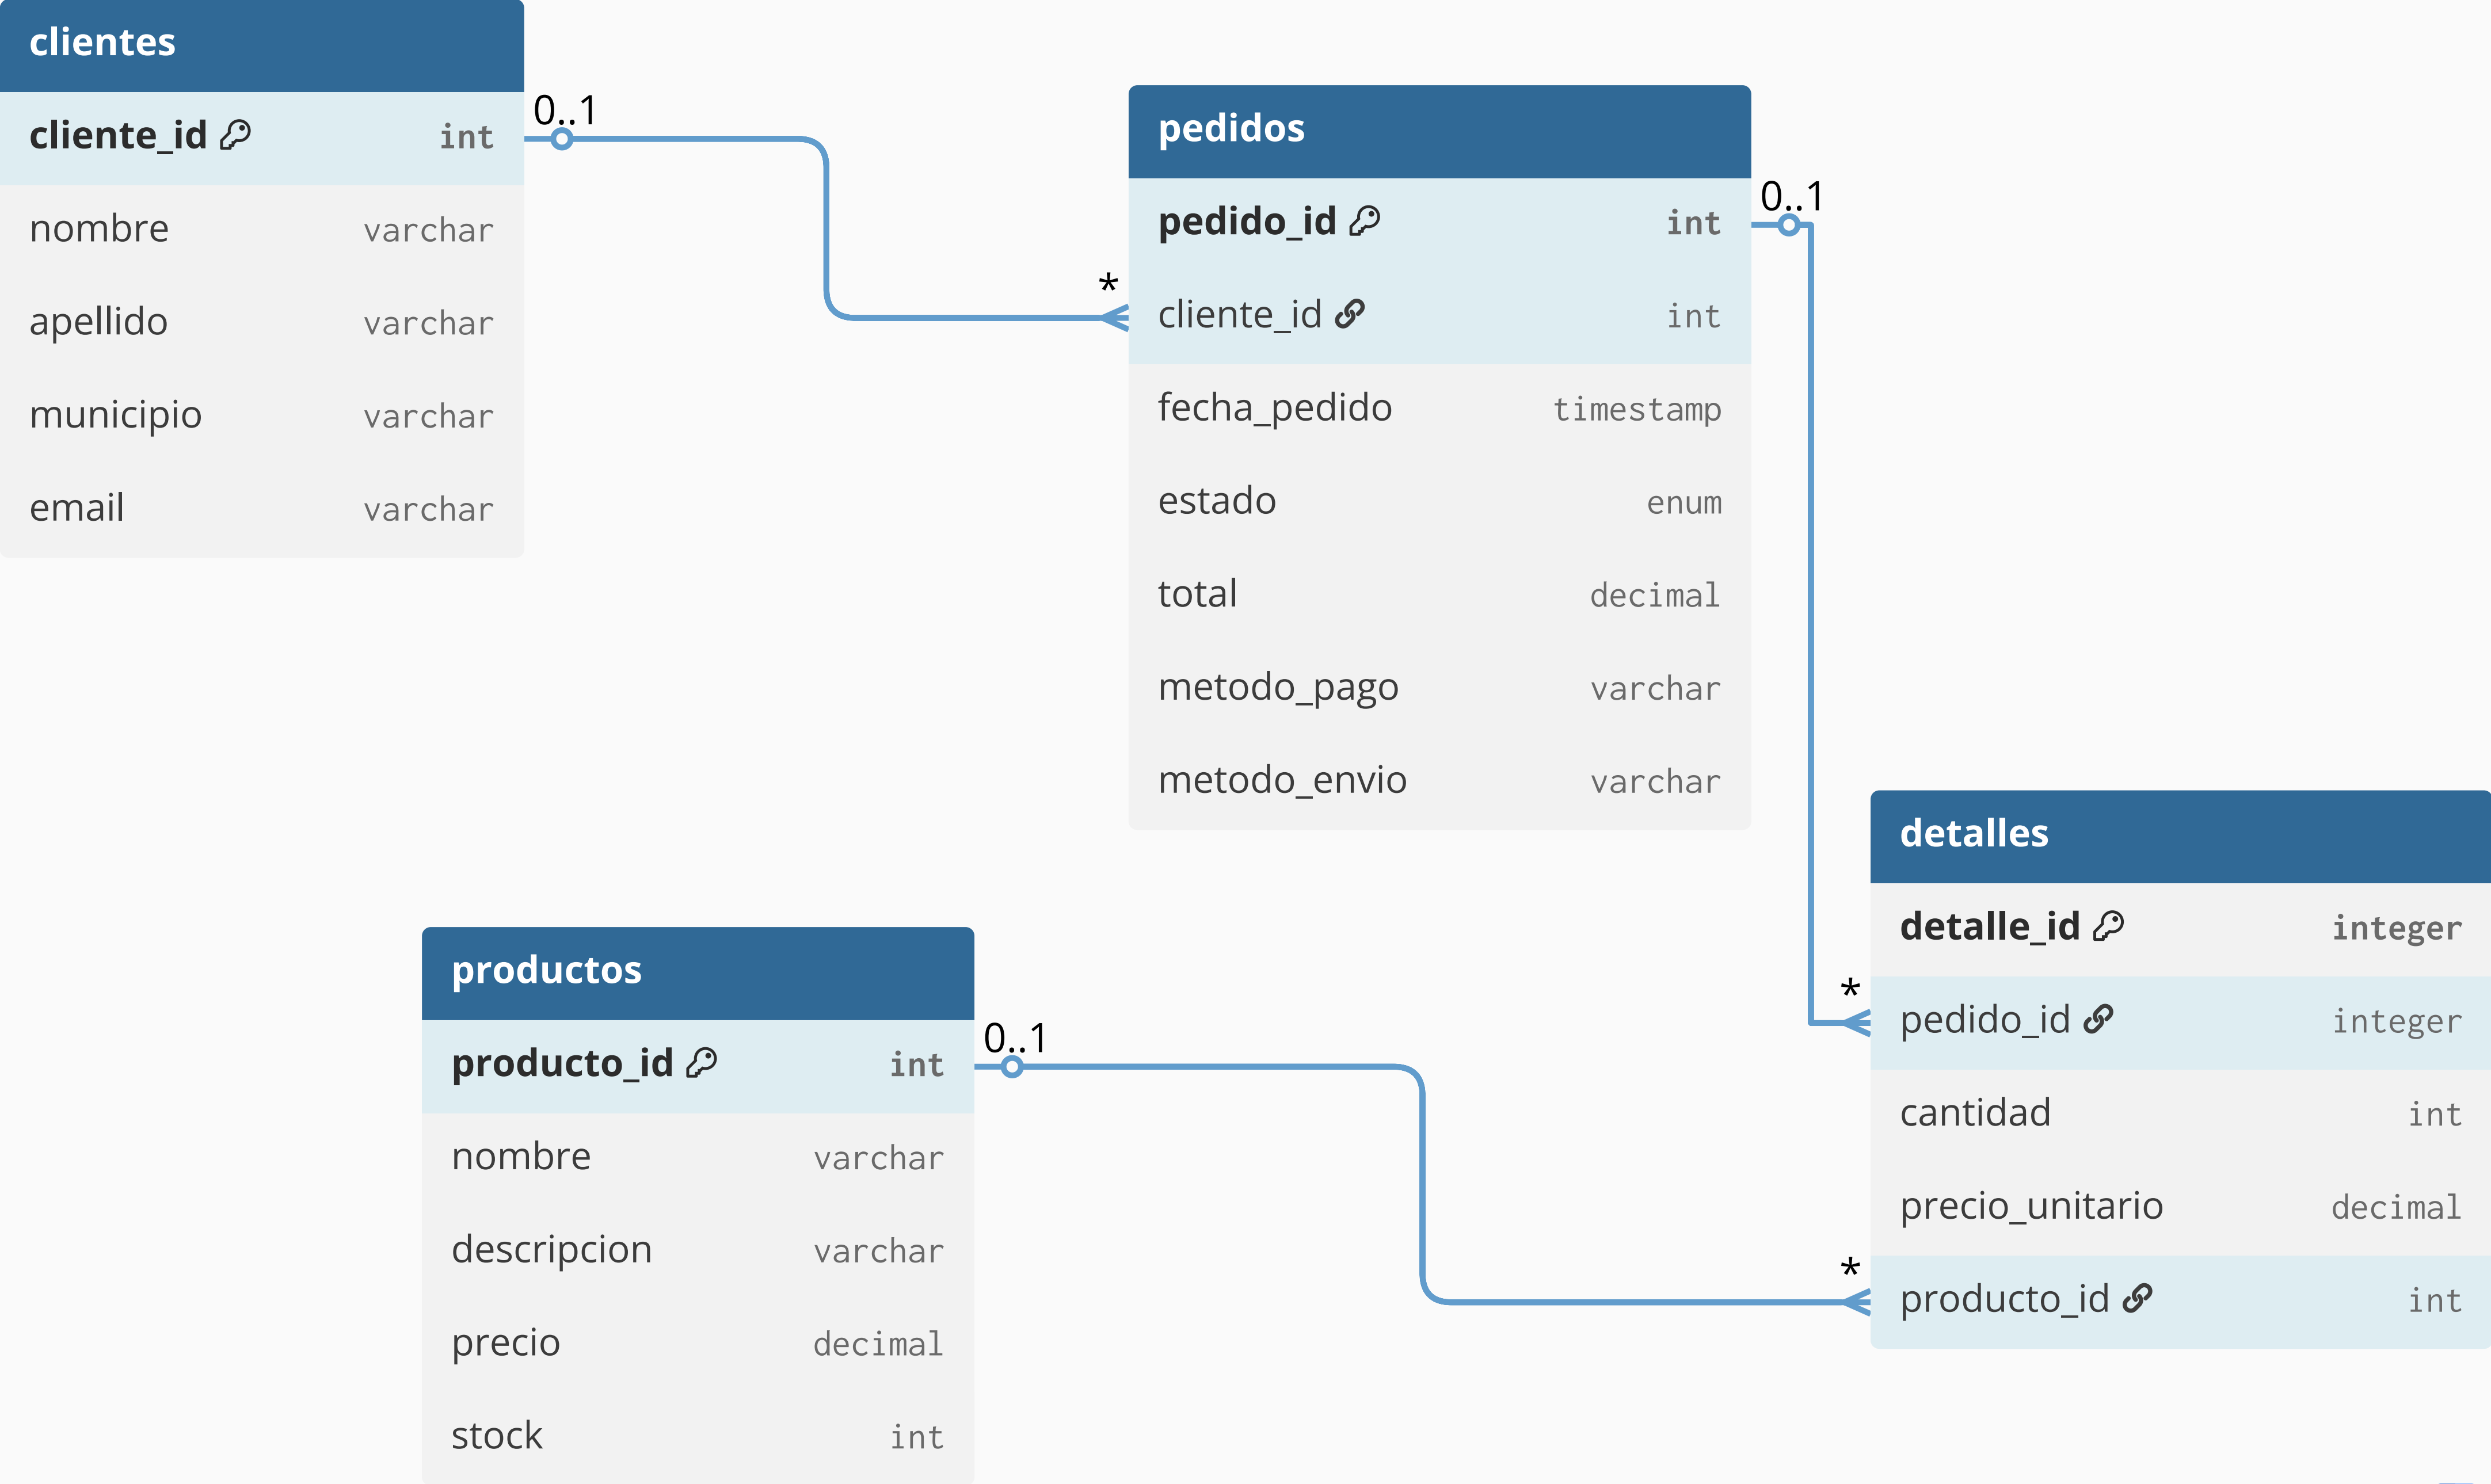 clientes
cliente_id int
nombre varchar
apellido varchar
municipio varchar
email varchar
0..1
*
pedidos
pedido_id int
cliente_id int
fecha_pedido timestamp
estado enum
total decimal
metodo_pago varchar
metodo_envio varchar
0..1
*
productos
producto_id int
nombre varchar
descripcion varchar
precio decimal
stock int
0..1
*
detalles
detalle_id integer
pedido_id integer
cantidad int
precio_unitario decimal
producto_id int